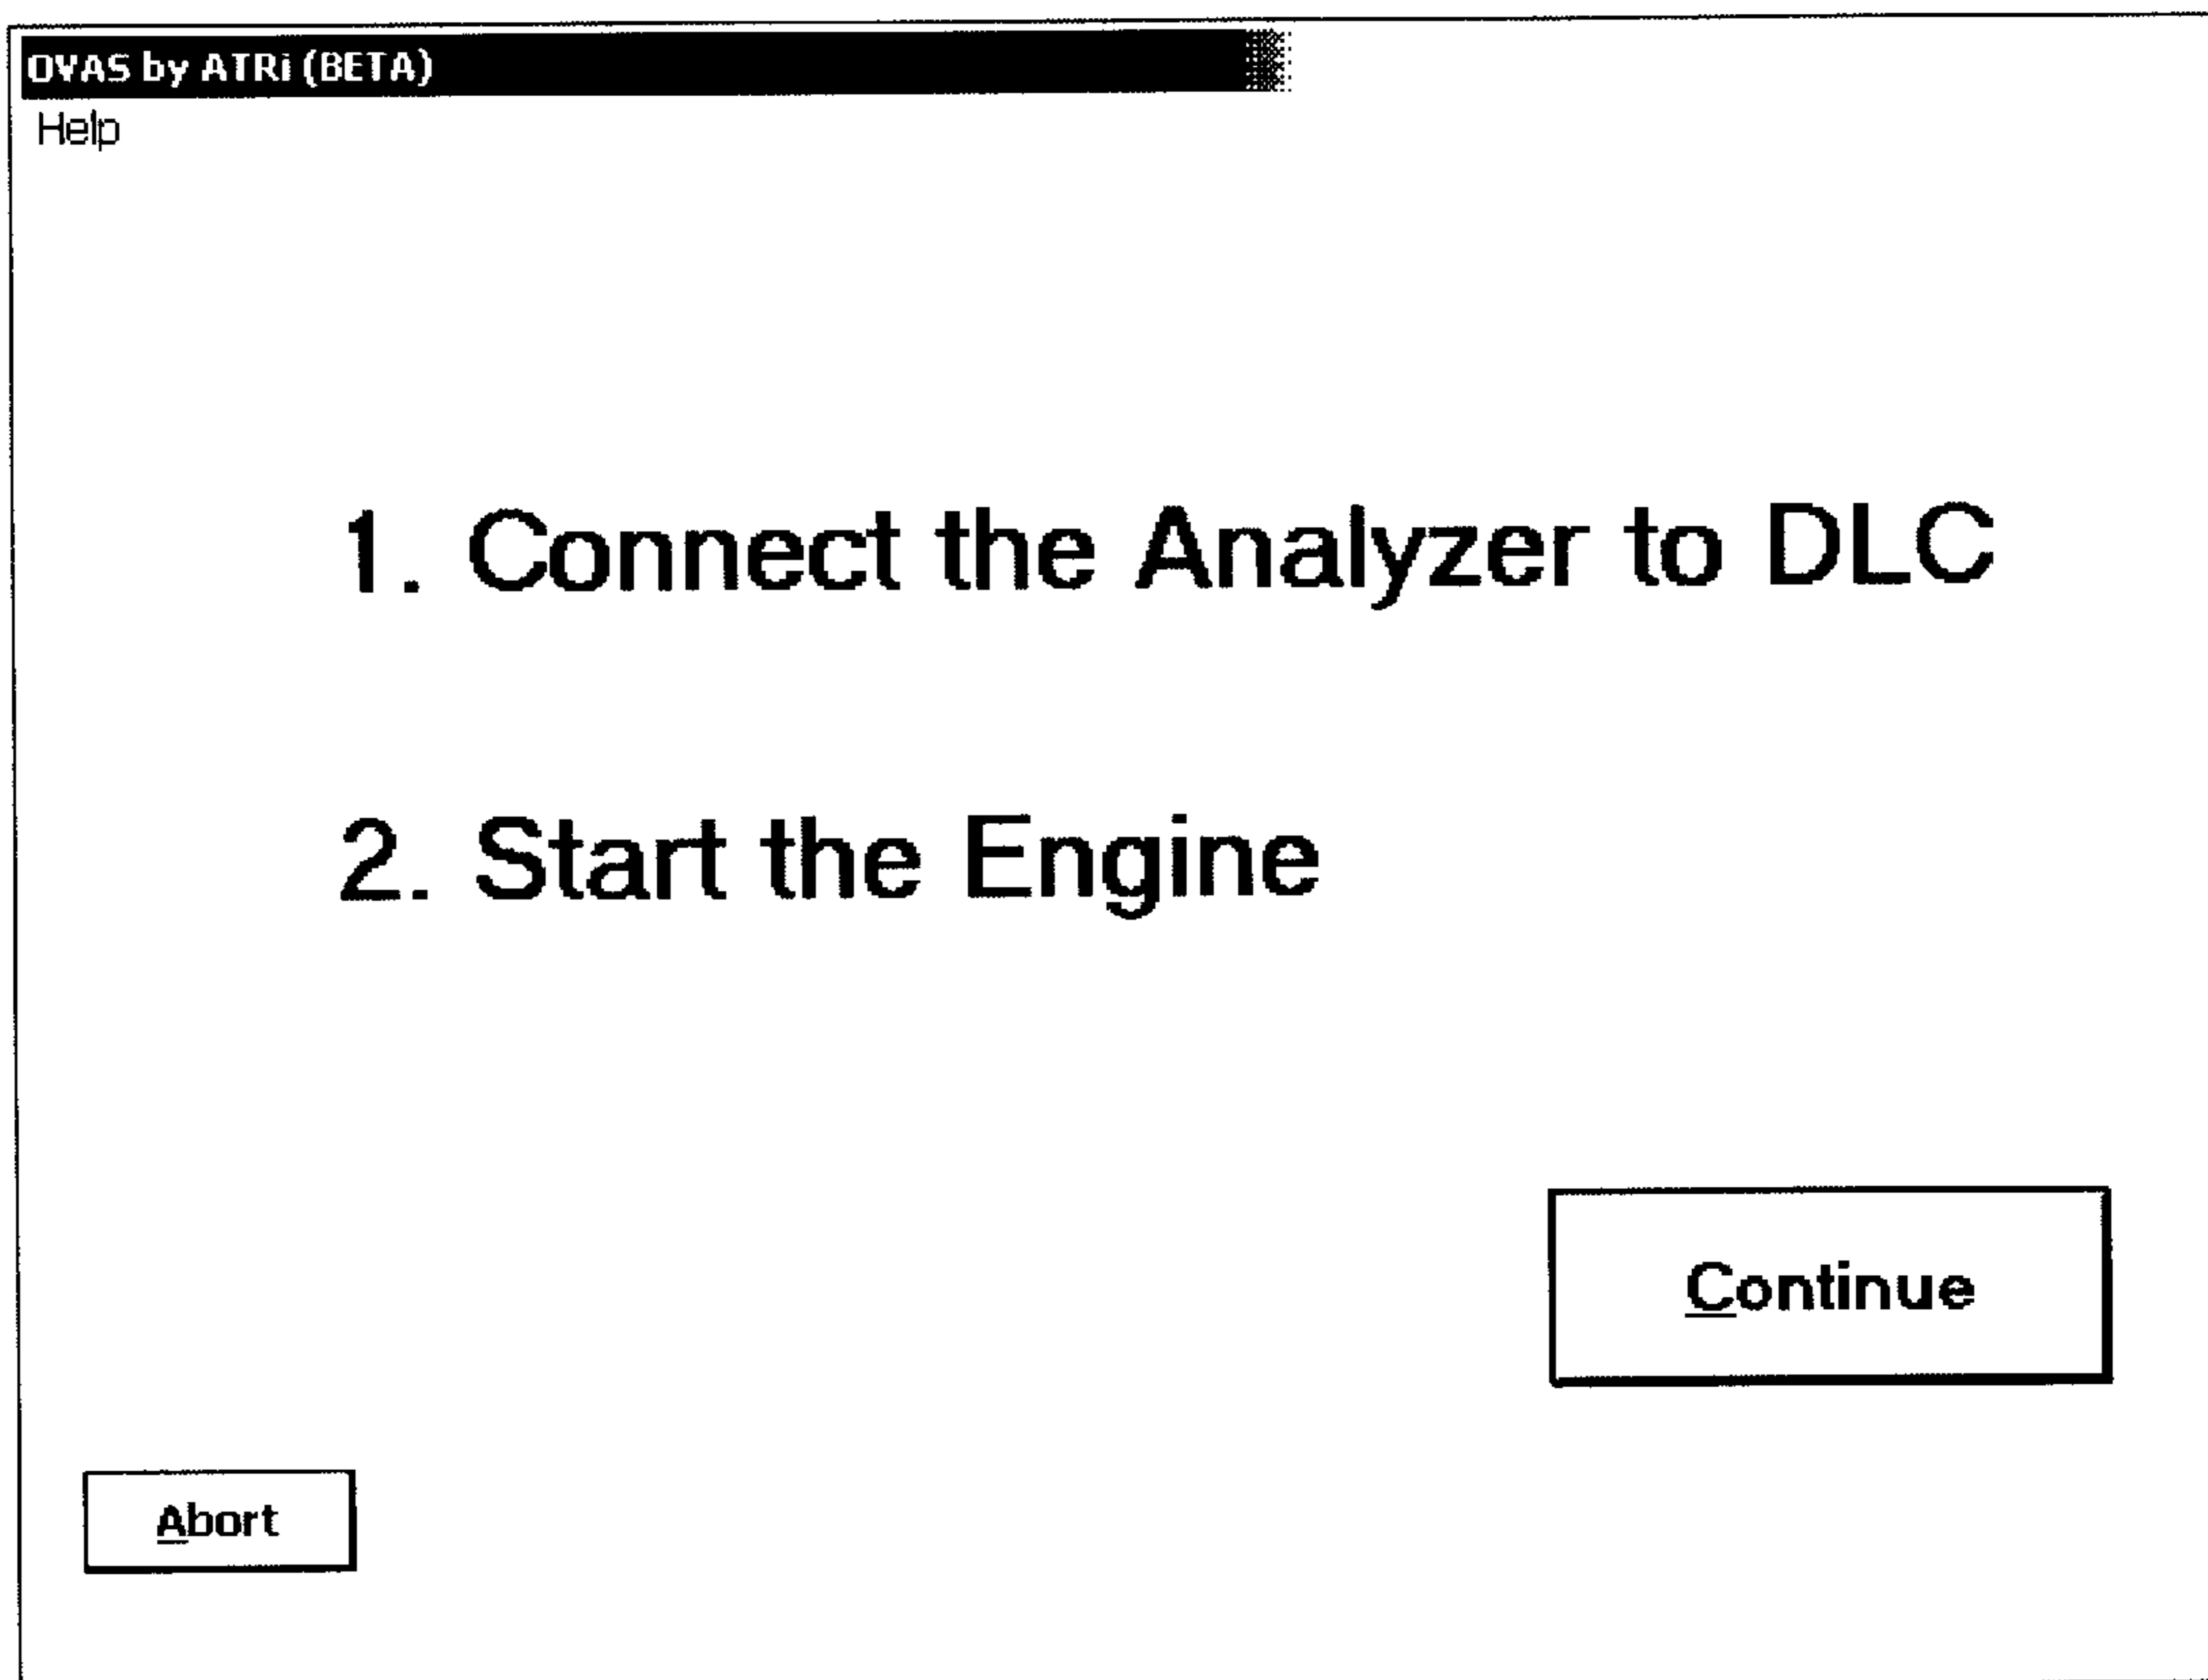 OVAS by ATRI (BETA)
Help
1. Connect the Analyzer to DLC
2. Start the Engine
Continue
Abort